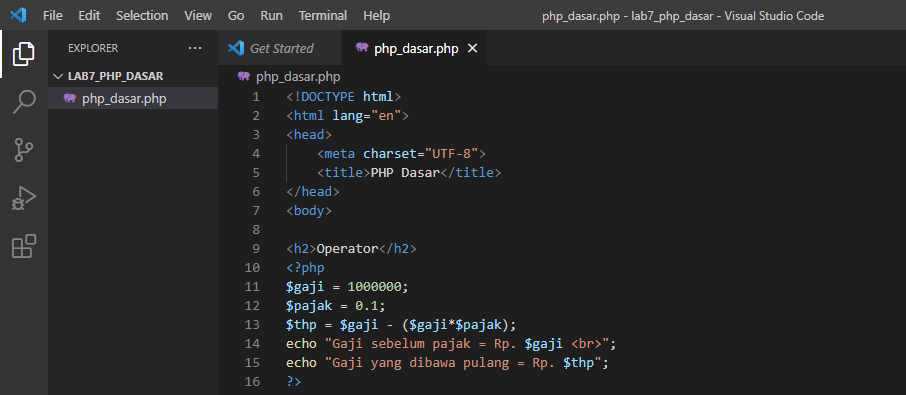 File Edit Selection View Go Run Terminal Help php_dasar.php - lab7_php_dasar - Visual Studio Code
EXPLORER ...
LAB7_PHP_DASAR
php_dasar.php
Get Started php_dasar.php
php_dasar.php
1 <!DOCTYPE html>
2 <html lang="en">
3 <head>
4     <meta charset="UTF-8">
5     <title>PHP Dasar</title>
6 </head>
7 <body>
8
9 <h2>Operator</h2>
10 <?php
11 $gaji = 1000000;
12 $pajak = 0.1;
13 $thp = $gaji - ($gaji*$pajak);
14 echo "Gaji sebelum pajak = Rp. $gaji <br>";
15 echo "Gaji yang dibawa pulang = Rp. $thp";
16 ?>